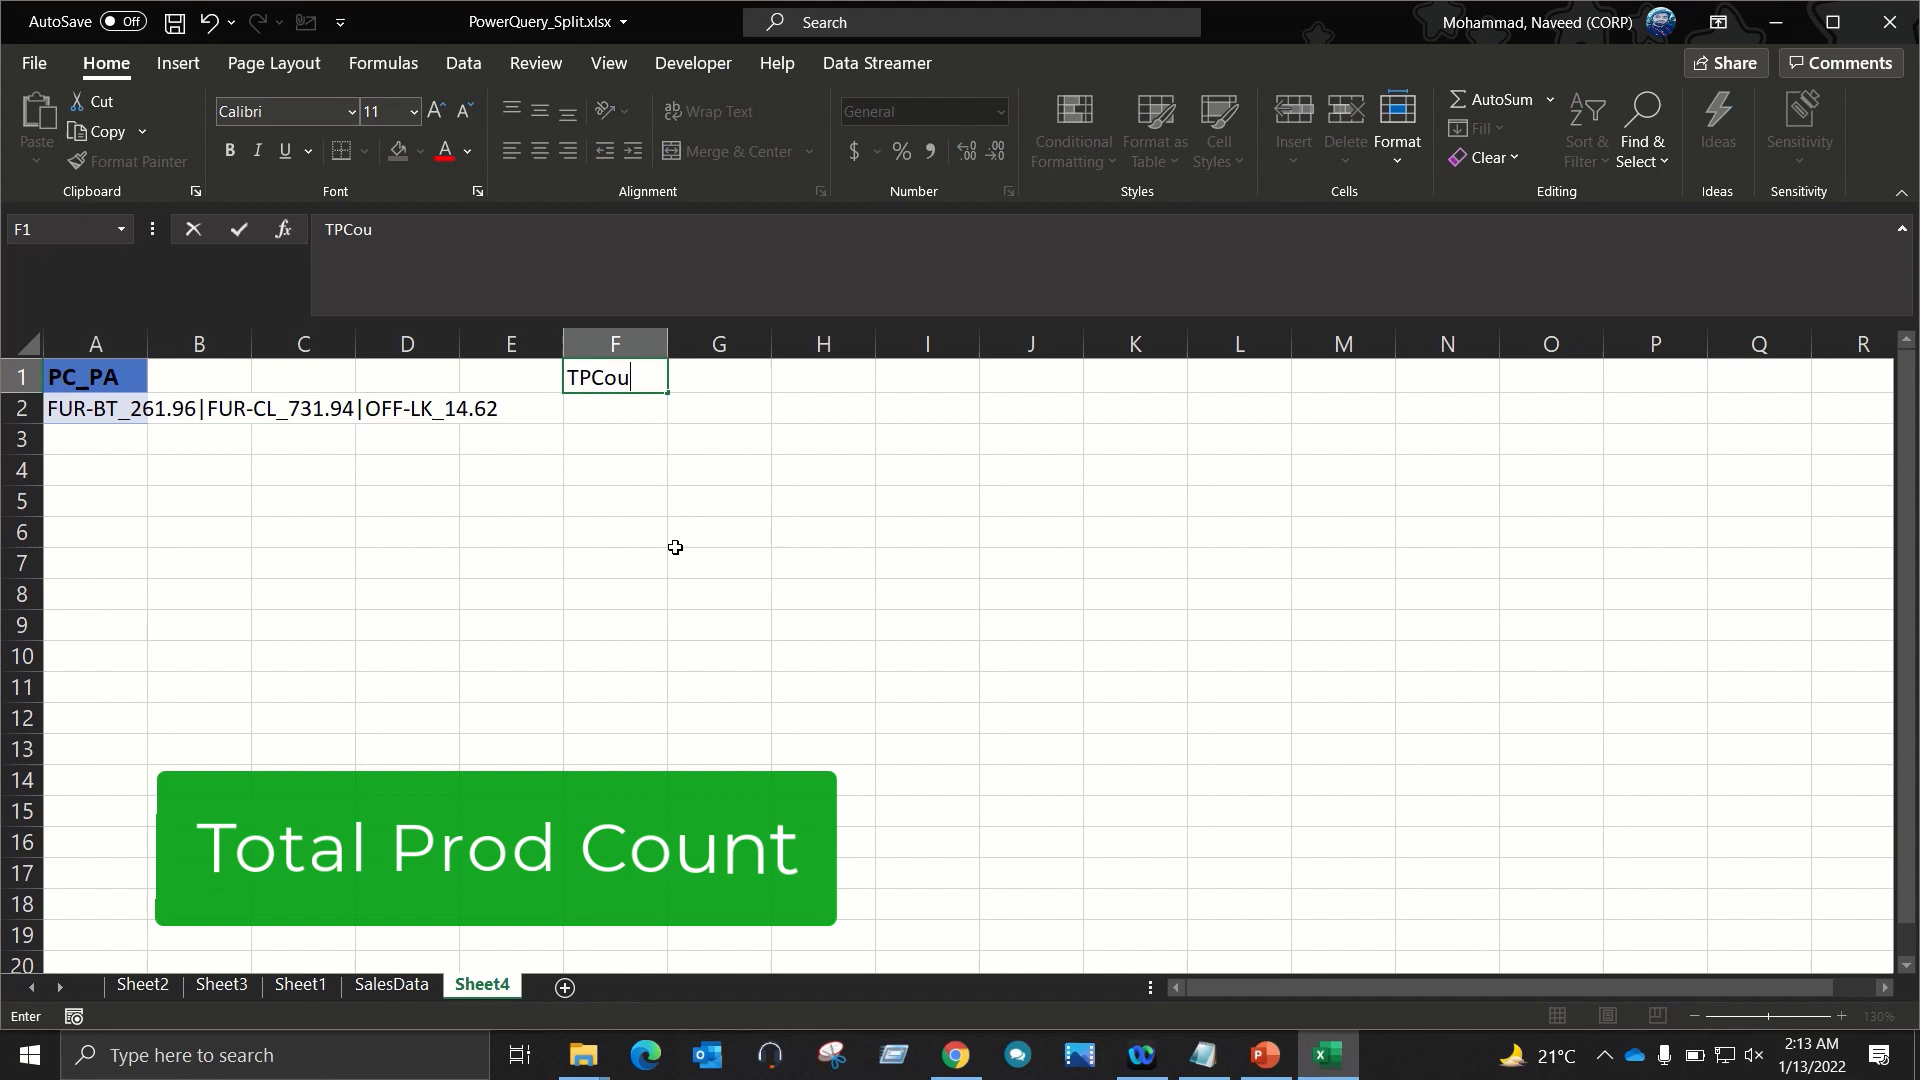 AutoSave Off PowerQuery_Split.xlsx Search Mohammad, Naveed (CORP)
File Home Insert Page Layout Formulas Data Review View Developer Help Data Streamer Share Comments
Paste
Cut
Copy
Format Painter
Clipboard
Calibri 11
B I U A
Font
Wrap Text
Merge & Center
Alignment
General
$ % 9
Number
Conditional Formatting
Format as Table
Cell Styles
Styles
Insert Delete Format
Cells
AutoSum
Fill
Clear
Sort & Filter
Find & Select
Editing
Ideas
Ideas
Sensitivity
Sensitivity
F1 fx TPCou
A B C D E F G H I J K L M N O P Q R
1 PC_PA TPCou
2 FUR-BT_261.96|FUR-CL_731.94|OFF-LK_14.62
3
4
5
6
7
8
9
10
11
12
13
14
15
16
17
18
19
20
Total Prod Count
Sheet2 Sheet3 Sheet1 SalesData Sheet4
Enter 130%
Type here to search 21°C 2:13 AM
1/13/2022